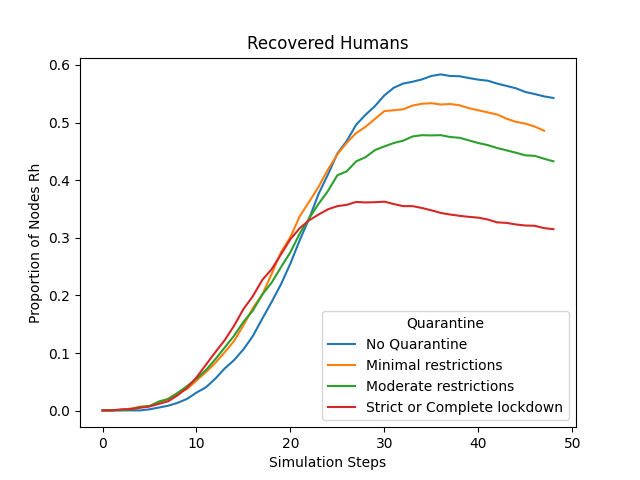 Recovered Humans
Proportion of Nodes Rh
0.6
0.5
0.4
0.3
0.2
0.1
0.0
0 10 20 30 40 50
Simulation Steps
Quarantine
No Quarantine
Minimal restrictions
Moderate restrictions
Strict or Complete lockdown